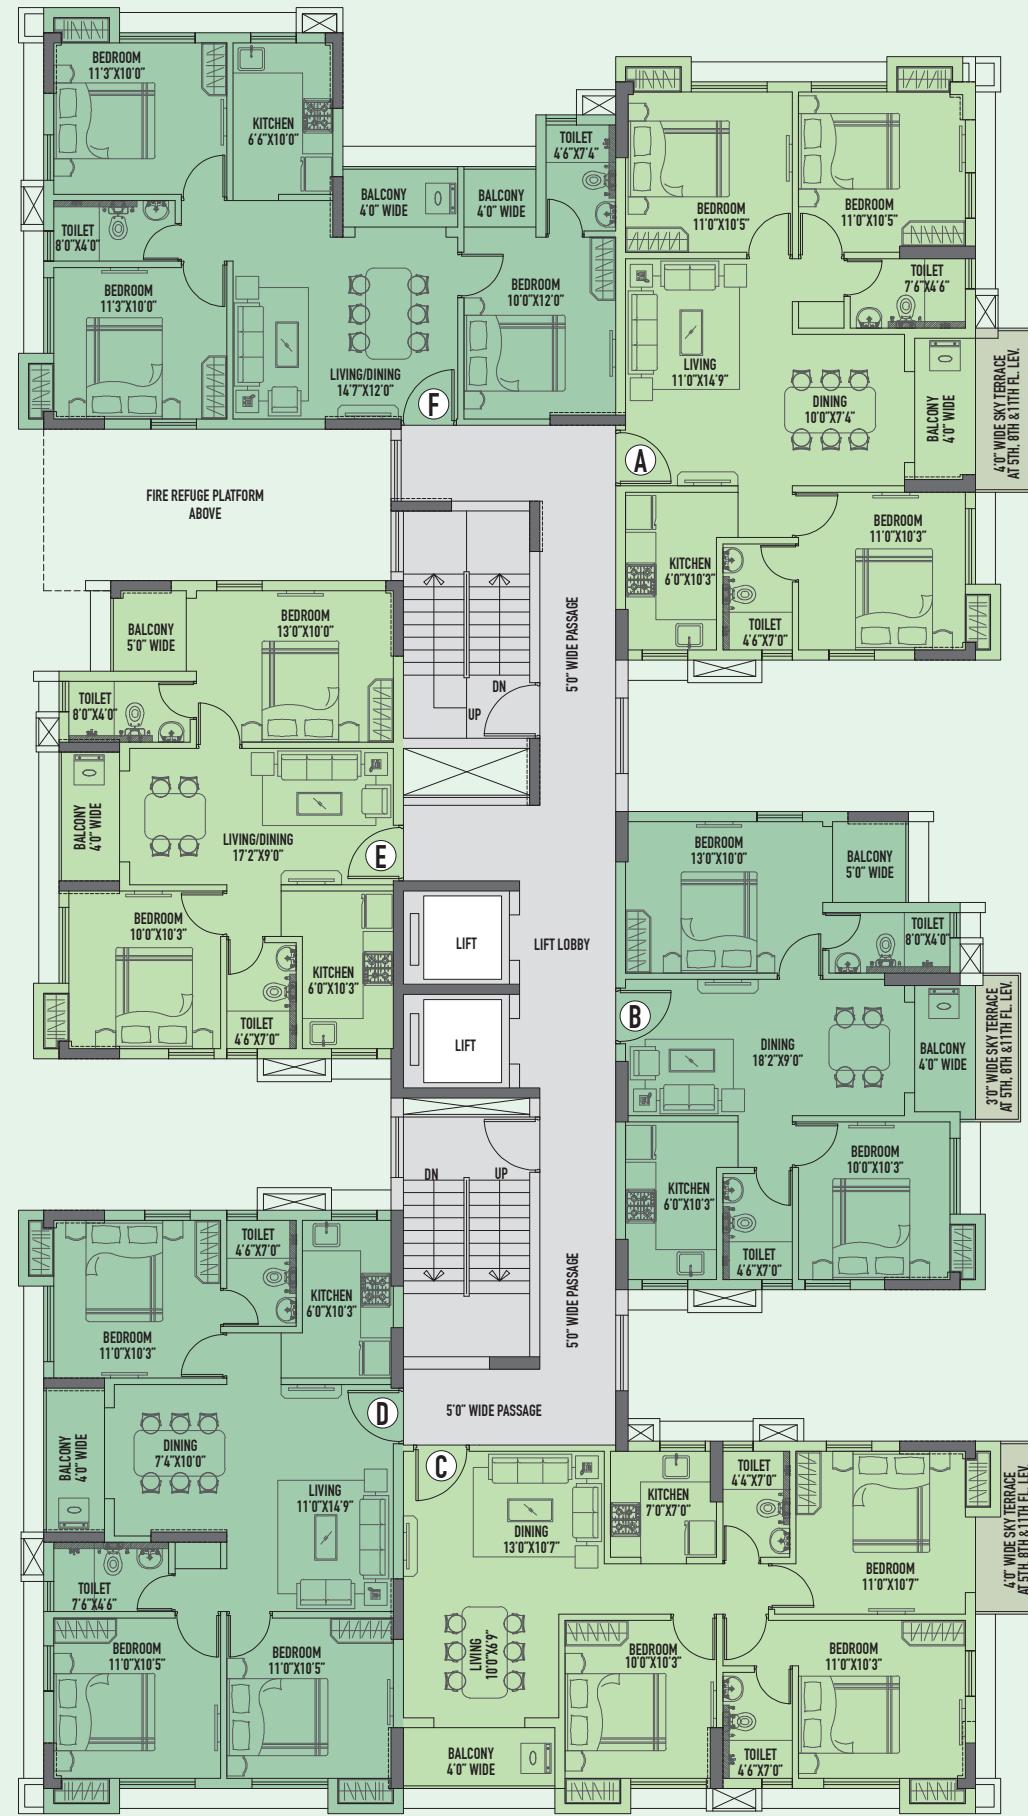 BEDROOM
11'3"X10'0"
KITCHEN
6'6"X10'0"
TOILET
8'0"X4'0"
BEDROOM
11'3"X10'0"
BALCONY
4'0" WIDE
BALCONY
4'0" WIDE
TOILET
4'6"X7'4"
BEDROOM
10'0"X12'0"
LIVING/DINING
14'7"X12'0"
F
BEDROOM
11'0"X10'5"
BEDROOM
11'0"X10'5"
TOILET
7'6"X4'6"
LIVING
11'0"X14'9"
DINING
10'0"X7'4"
BALCONY
4'0" WIDE
4'0" WIDE SKY TERRACE
AT 5TH, 8TH &11TH FL. LEV.
A
KITCHEN
6'0"X10'3"
TOILET
4'6"X7'0"
BEDROOM
11'0"X10'3"
FIRE REFUGE PLATFORM
ABOVE
5'0" WIDE PASSAGE
DN
UP
BALCONY
5'0" WIDE
BEDROOM
13'0"X10'0"
TOILET
8'0"X4'0"
BALCONY
4'0" WIDE
LIVING/DINING
17'2"X9'0"
E
BEDROOM
10'0"X10'3"
TOILET
4'6"X7'0"
KITCHEN
6'0"X10'3"
LIFT
LIFT LOBBY
LIFT
BEDROOM
13'0"X10'0"
BALCONY
5'0" WIDE
TOILET
8'0"X4'0"
B
DINING
18'2"X9'0"
BALCONY
4'0" WIDE
3'0" WIDE SKY TERRACE
AT 5TH, 8TH &11TH FL. LEV.
KITCHEN
6'0"X10'3"
TOILET
4'6"X7'0"
BEDROOM
10'0"X10'3"
DN
UP
5'0" WIDE PASSAGE
5'0" WIDE PASSAGE
BEDROOM
11'0"X10'3"
TOILET
4'6"X7'0"
KITCHEN
6'0"X10'3"
BALCONY
4'0" WIDE
DINING
7'4"X10'0"
LIVING
11'0"X14'9"
D
TOILET
7'6"X4'6"
BEDROOM
11'0"X10'5"
BEDROOM
11'0"X10'5"
C
DINING
13'0"X10'7"
KITCHEN
7'0"X7'0"
TOILET
4'4"X7'0"
BEDROOM
11'0"X10'7"
4'0" WIDE SKY TERRACE
AT 5TH, 8TH &11TH FL. LEV.
LIVING
10'0"X6'9"
BEDROOM
10'0"X10'3"
BEDROOM
11'0"X10'3"
TOILET
4'6"X7'0"
BALCONY
4'0" WIDE